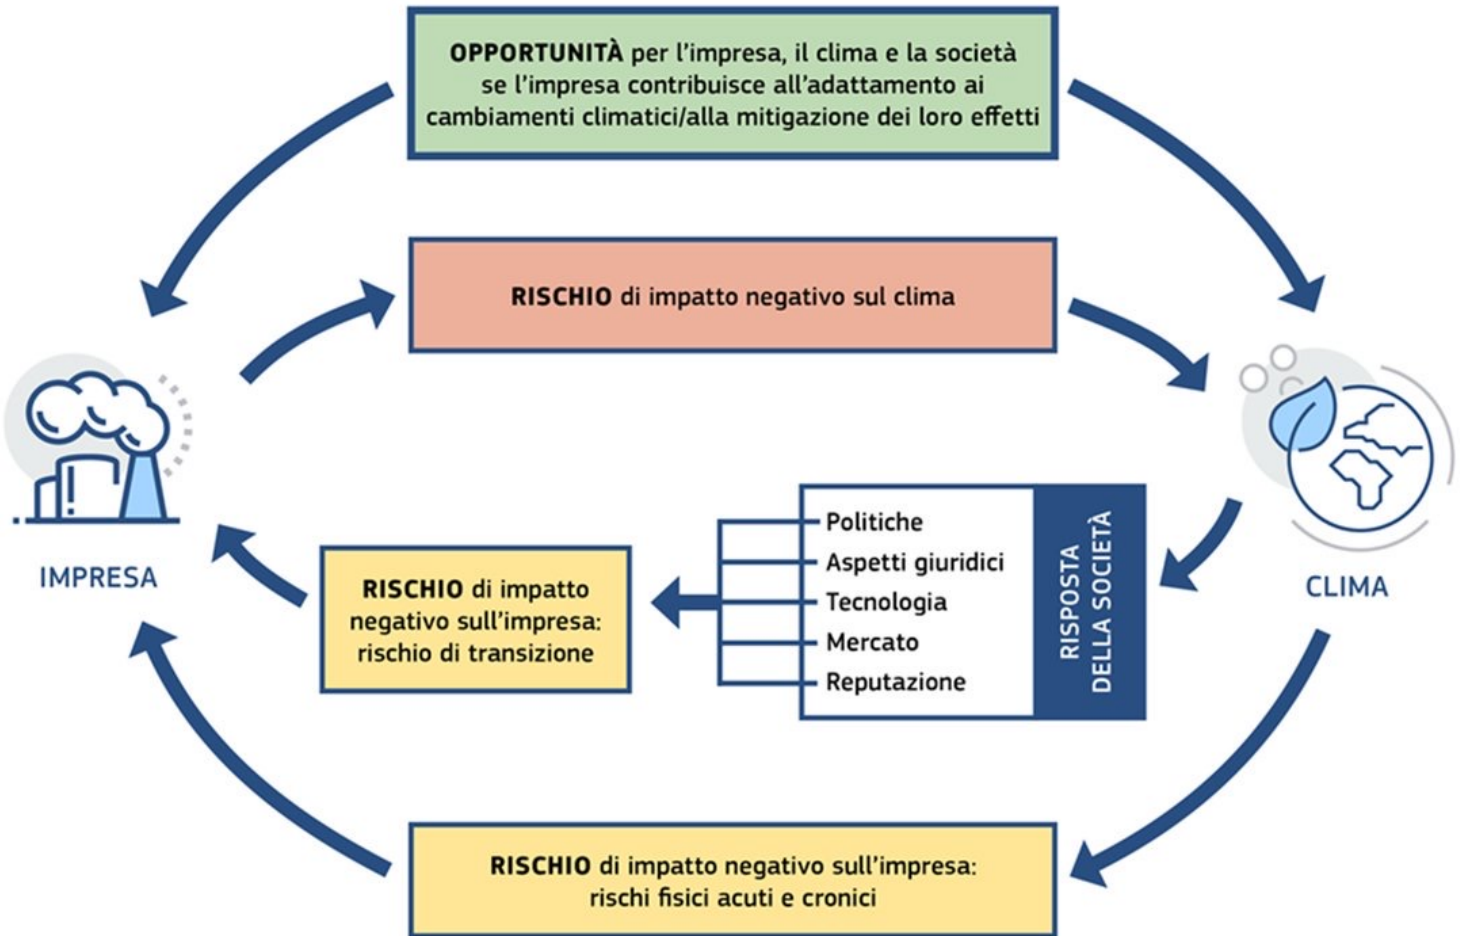 OPPORTUNITÀ per l'impresa, il clima e la società
se l'impresa contribuisce all'adattamento ai
cambiamenti climatici/alla mitigazione dei loro effetti
RISCHIO di impatto negativo sul clima
IMPRESA
CLIMA
RISCHIO di impatto
negativo sull'impresa:
rischio di transizione
Politiche
Aspetti giuridici
Tecnologia
Mercato
Reputazione
RISPOSTA
DELLA SOCIETÀ
RISCHIO di impatto negativo sull'impresa:
rischi fisici acuti e cronici